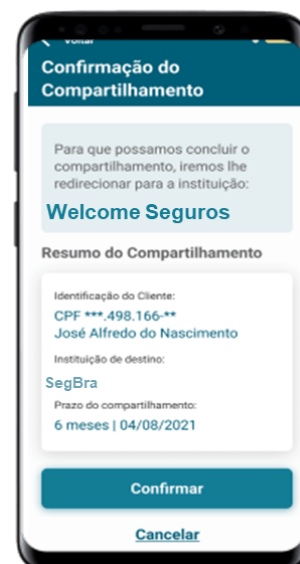 Voltar
Confirmação do
Compartilhamento
Para que possamos concluir o
compartilhamento, iremos lhe
redirecionar para a instituição:
Welcome Seguros
Resumo do Compartilhamento
Identificação do Cliente:
CPF ***.498.166-**
José Alfredo do Nascimento
Instituição de destino:
SegBra
Prazo do compartilhamento:
6 meses | 04/08/2021
Confirmar
Cancelar